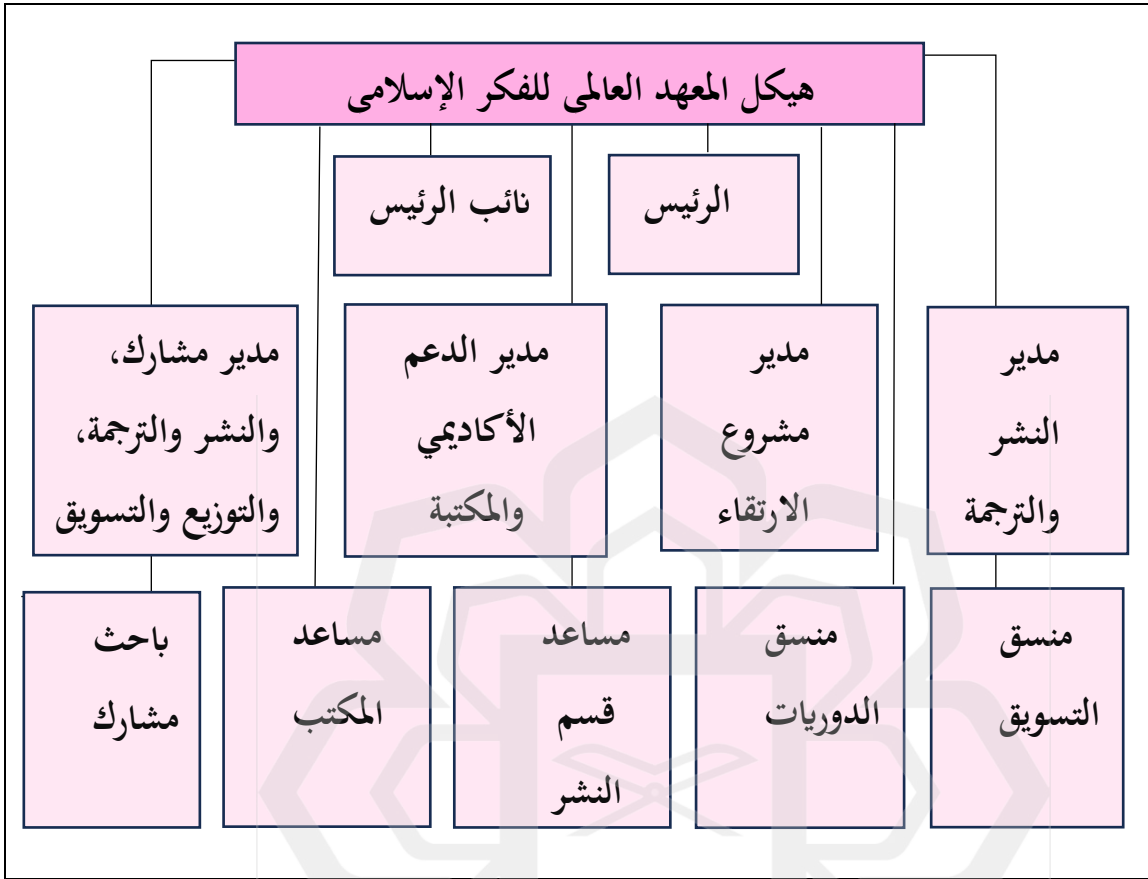 هيكل المعهد العالمى للفكر الإسلامى
الرئيس
نائب الرئيس
مدير
النشر
والترجمة
مدير
مشروع
الارتقاء
مدير الدعم
الأكاديمي
والمكتبة
مدير مشارك،
والنشر والترجمة،
والتوزيع والتسويق
منسق
التسويق
منسق
الدوريات
مساعد
قسم
النشر
مساعد
المكتب
باحث
مشارك